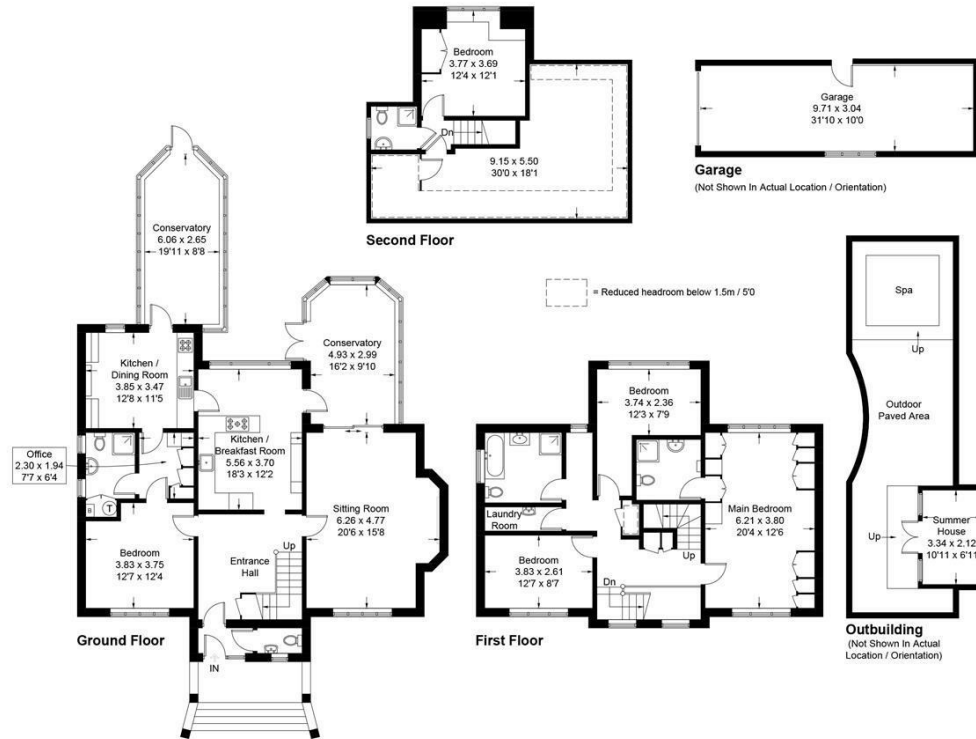 Bedroom
3.77 x 3.69
12'4 x 12'1
Dn
9.15 x 5.50
30'0 x 18'1
Second Floor
Garage
9.71 x 3.04
31'10 x 10'0
Garage
(Not Shown In Actual Location / Orientation)
Conservatory
6.06 x 2.65
19'11 x 8'8
= Reduced headroom below 1.5m / 5'0
Conservatory
4.93 x 2.99
16'2 x 9'10
Kitchen /
Dining Room
3.85 x 3.47
12'8 x 11'5
Office
2.30 x 1.94
7'7 x 6'4
T
Kitchen /
Breakfast Room
5.56 x 3.70
18'3 x 12'2
Sitting Room
6.26 x 4.77
20'6 x 15'8
Bedroom
3.83 x 3.75
12'7 x 12'4
Entrance
Hall
Up
IN
Ground Floor
Bedroom
3.74 x 2.36
12'3 x 7'9
Laundry
Room
Main Bedroom
6.21 x 3.80
20'4 x 12'6
Up
Bedroom
3.83 x 2.61
12'7 x 8'7
Dn
First Floor
Spa
Up
Outdoor
Paved Area
Up
Summer
House
3.34 x 2.12
10'11 x 6'11
Outbuilding
(Not Shown In Actual
Location / Orientation)